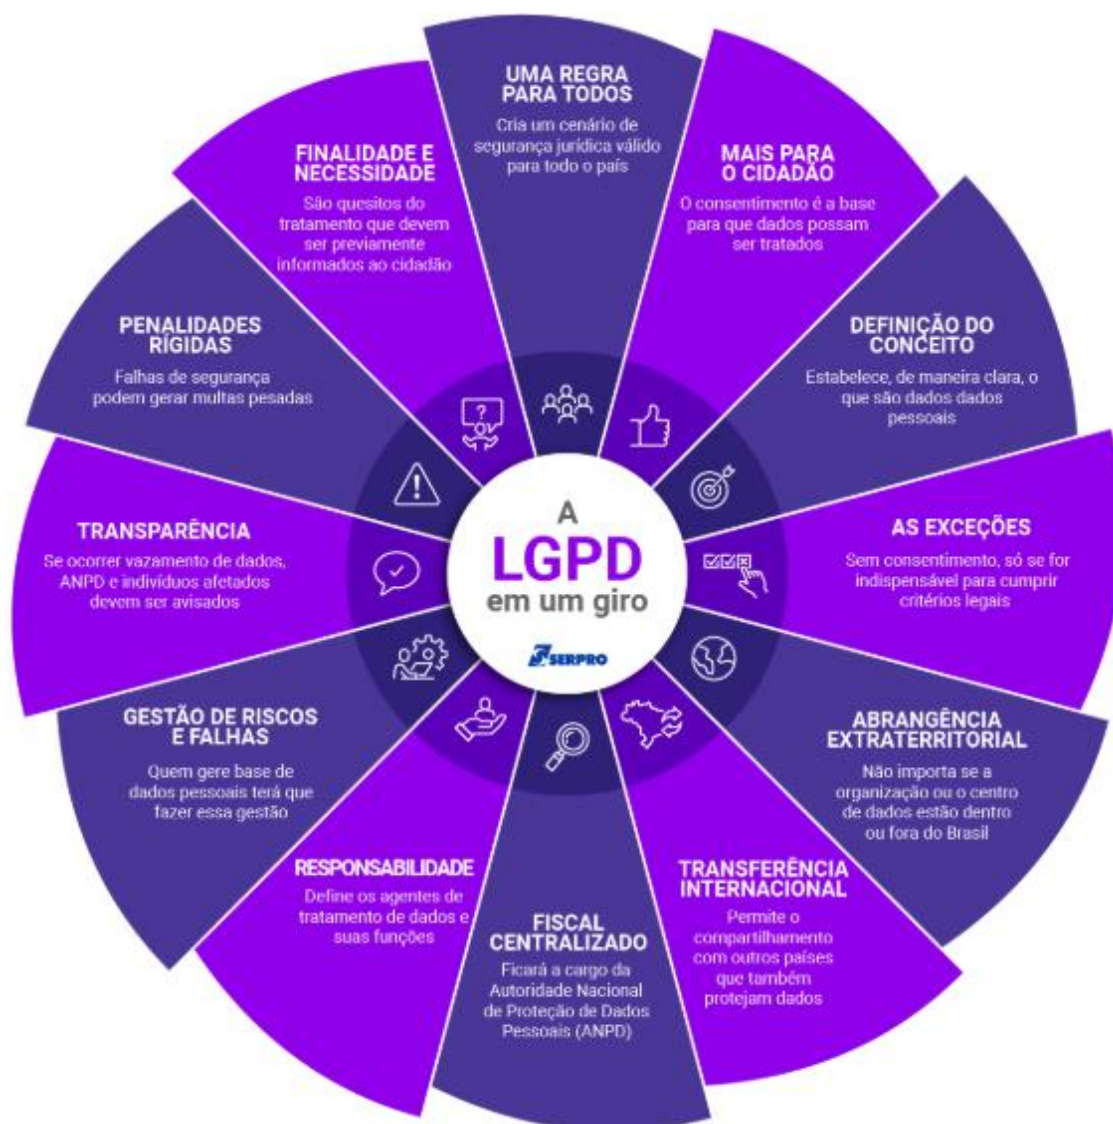 A
LGPD
em um giro
SERPRO
UMA REGRA
PARA TODOS
Cria um cenário de
segurança jurídica válido
para todo o país
MAIS PARA
O CIDADÃO
O consentimento é a base
para que dados possam
ser tratados
DEFINIÇÃO DO
CONCEITO
Estabelece, de maneira clara, o
que são dados dados
pessoais
AS EXCEÇÕES
Sem consentimento, só se for
indispensável para cumprir
critérios legais
ABRANGÊNCIA
EXTRATERRITORIAL
Não importa se a
organização ou o centro
de dados estão dentro
ou fora do Brasil
TRANSFERÊNCIA
INTERNACIONAL
Permite o
compartilhamento
com outros países
que também
protejam dados
FISCAL
CENTRALIZADO
Ficará a cargo da
Autoridade Nacional
de Proteção de Dados
Pessoais (ANPD)
RESPONSABILIDADE
Define os agentes de
tratamento de dados e
suas funções
GESTÃO DE RISCOS
E FALHAS
Quem gere base de
dados pessoais terá que
fazer essa gestão
TRANSPARÊNCIA
Se ocorrer vazamento de dados,
ANPD e indivíduos afetados
devem ser avisados
PENALIDADES
RÍGIDAS
Falhas de segurança
podem gerar multas pesadas
FINALIDADE E
NECESSIDADE
São quesitos do
tratamento que devem
ser previamente
informados ao cidadão